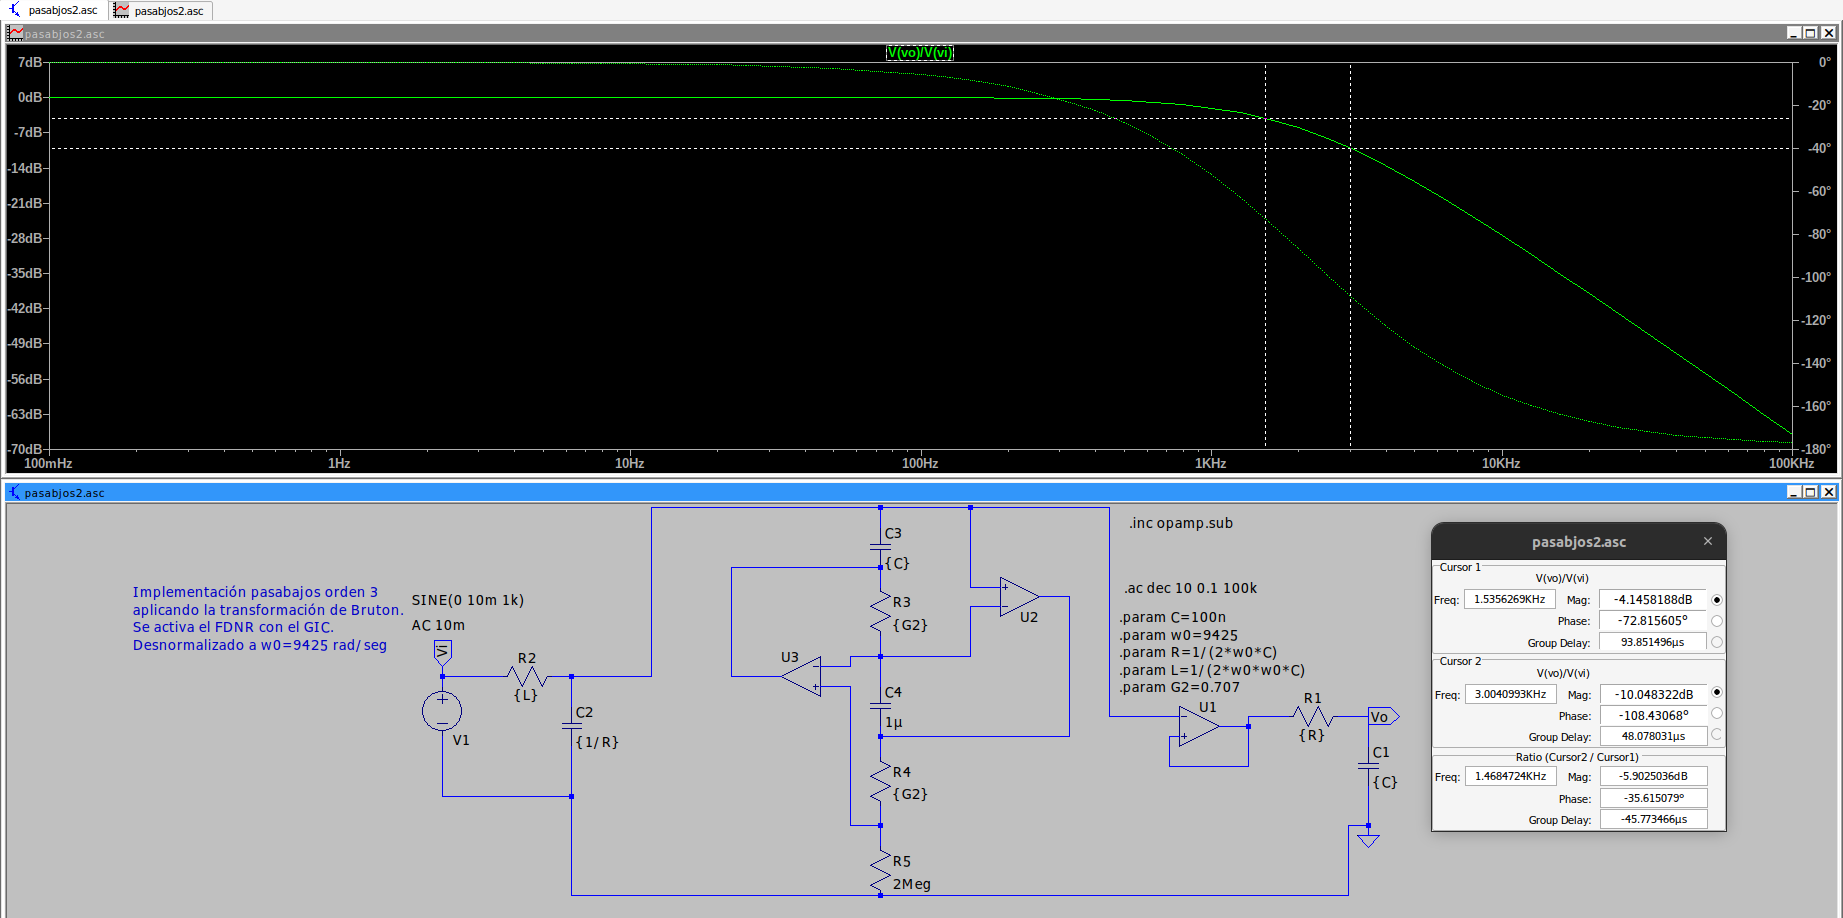 pasabjos2.asc
pasabjos2.asc
pasabjos2.asc
V(vo)/V(vi)
7dB
0dB
-7dB
-14dB
-21dB
-28dB
-35dB
-42dB
-49dB
-56dB
-63dB
-70dB
0°
-20°
-40°
-60°
-80°
-100°
-120°
-140°
-160°
-180°
100mHz
1Hz
10Hz
100Hz
1KHz
10KHz
100KHz
pasabjos2.asc
Implementación pasabajos orden 3
aplicando la transformación de Bruton.
Se activa el FDNR con el GIC.
Desnormalizado a w0=9425 rad/seg
SINE(0 10m 1k)
AC 10m
Vi
V1
R2
{L}
C2
{1/R}
C3
{C}
R3
{G2}
U3
U2
C4
1µ
R4
{G2}
R5
2Meg
.inc opamp.sub
.ac dec 10 0.1 100k
.param C=100n
.param w0=9425
.param R=1/(2*w0*C)
.param L=1/(2*w0*w0*C)
.param G2=0.707
U1
R1
{R}
Vo
C1
{C}
pasabjos2.asc
Cursor 1
V(vo)/V(vi)
Freq: 1.5356269KHz Mag: -4.1458188dB
Phase: -72.815605°
Group Delay: 93.851496µs
Cursor 2
V(vo)/V(vi)
Freq: 3.0040993KHz Mag: -10.048322dB
Phase: -108.43068°
Group Delay: 48.078031µs
Ratio (Cursor2 / Cursor1)
Freq: 1.4684724KHz Mag: -5.9025036dB
Phase: -35.615079°
Group Delay: -45.773466µs